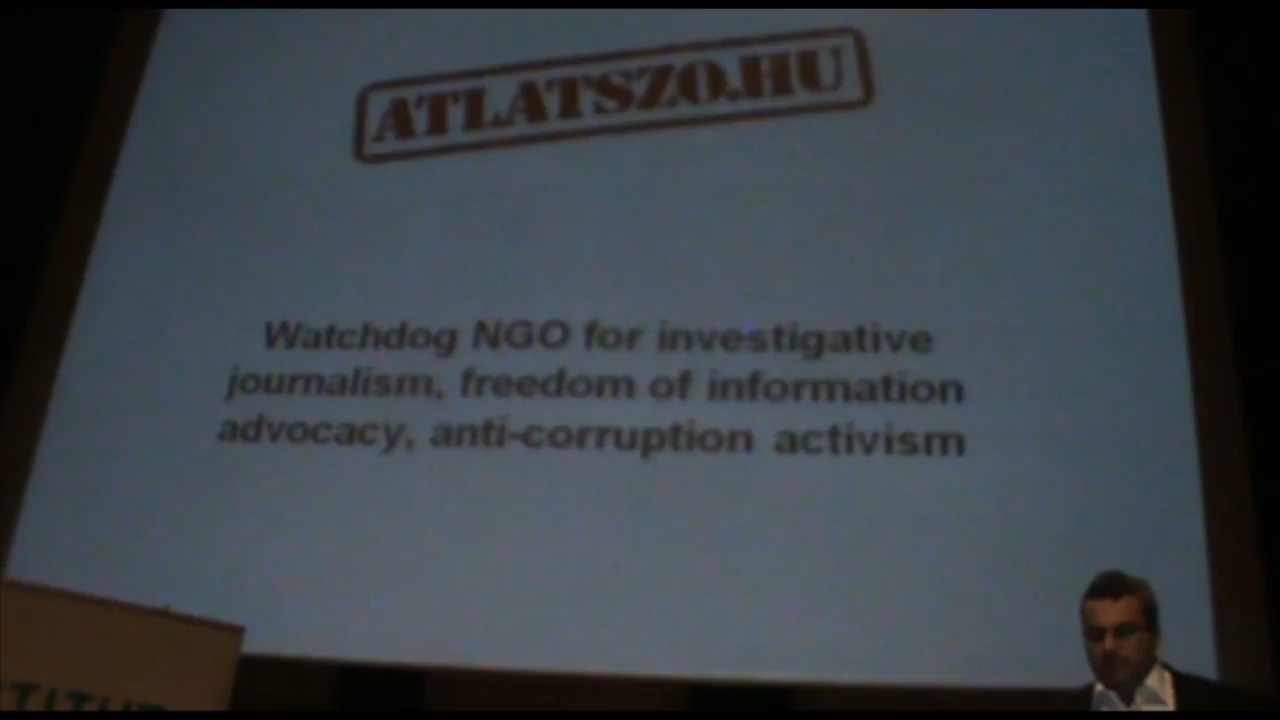 ATLATSZO.HU
Watchdog NGO for investigative
journalism, freedom of information
advocacy, anti-corruption activism